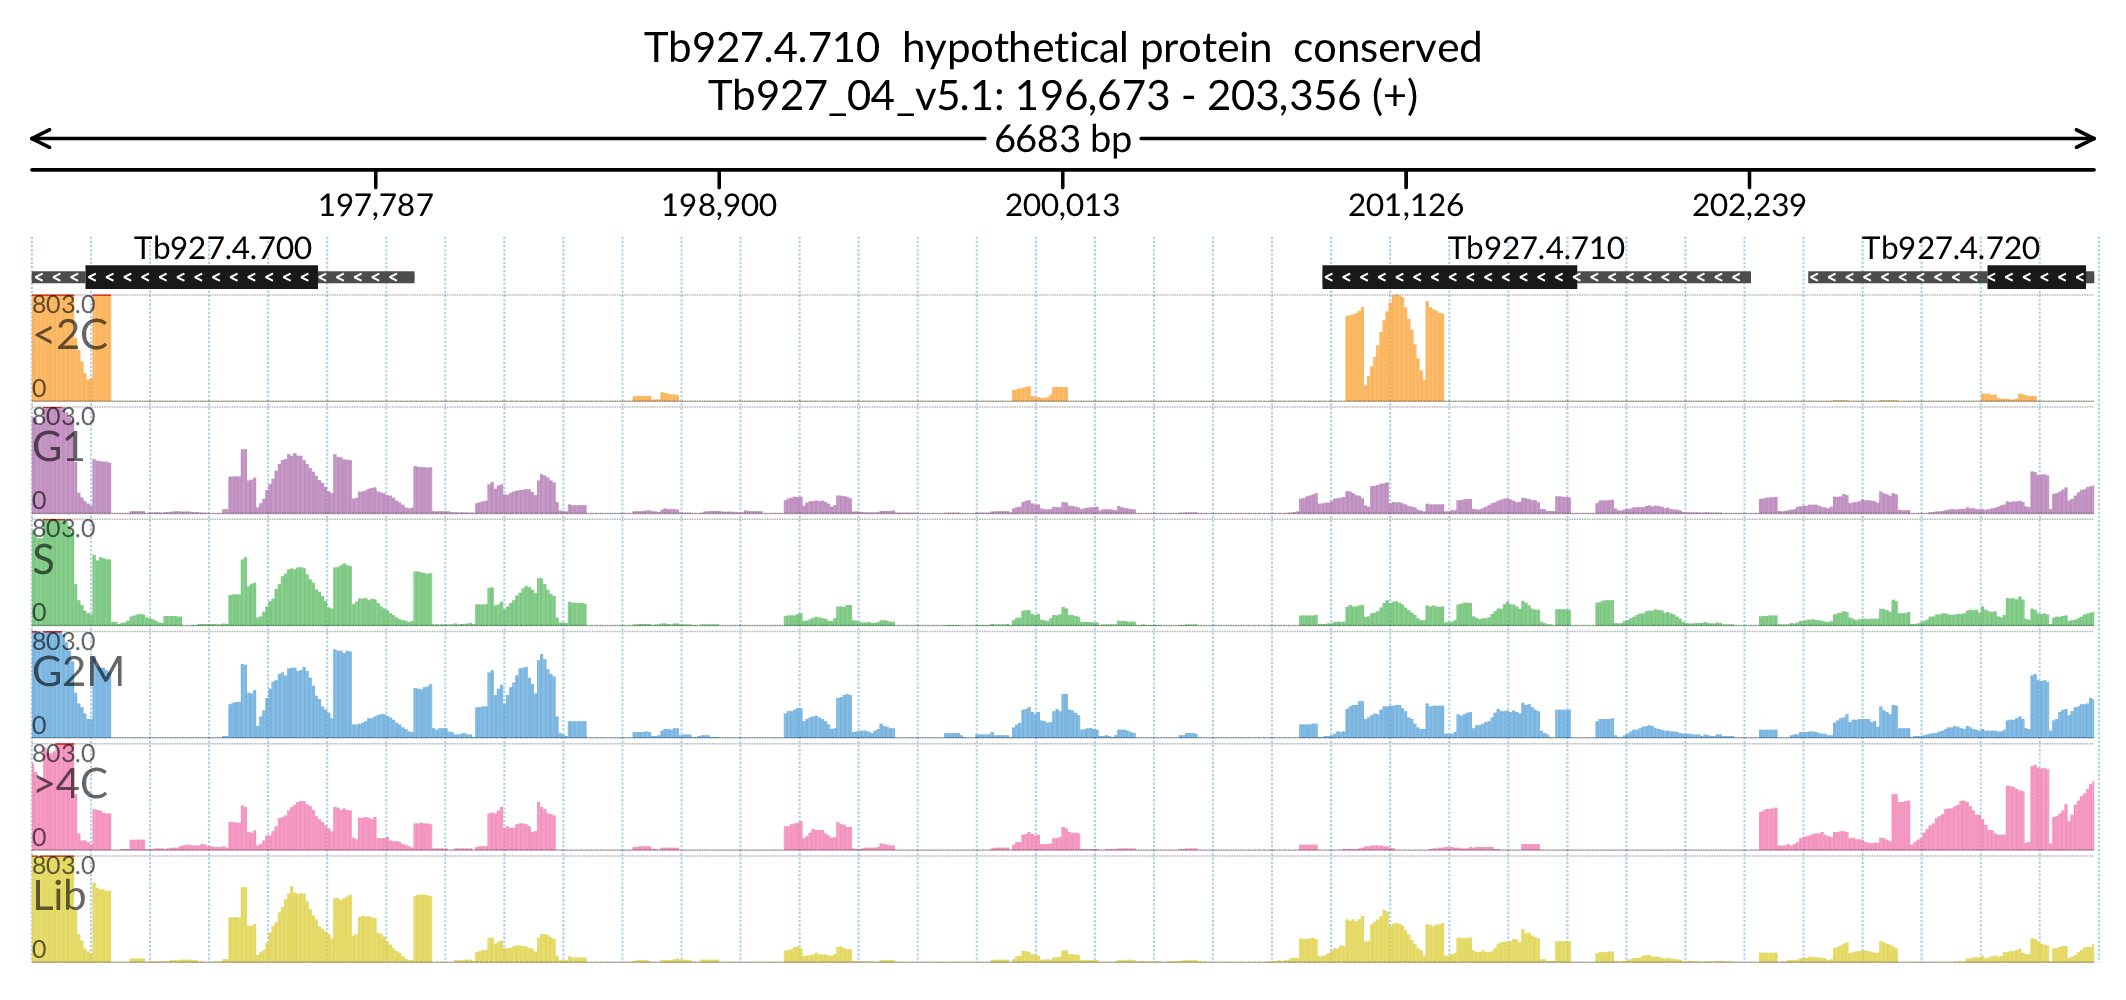 Tb927.4.710  hypothetical protein  conserved
Tb927_04_v5.1: 196,673 - 203,356 (+)
6683 bp
197,787 198,900 200,013 201,126 202,239
Tb927.4.700 Tb927.4.710 Tb927.4.720
803.0
<2C
0
803.0
G1
0
803.0
S
0
803.0
G2M
0
803.0
>4C
0
803.0
Lib
0